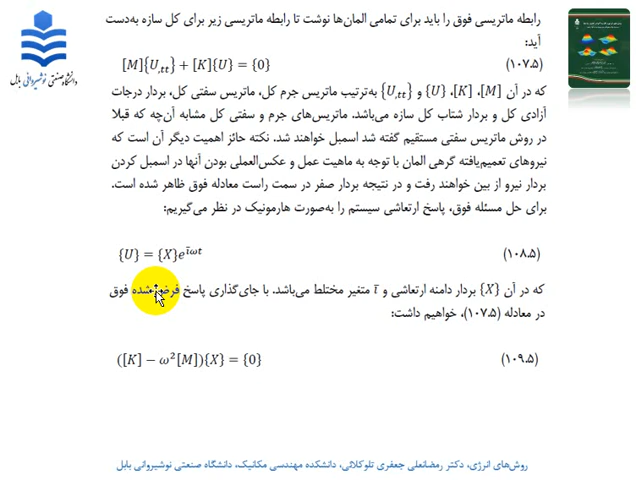 دانشگاه صنعتی نوشیروانی بابل
رابطه ماتریسی فوق را باید برای تمامی المان‌ها نوشت تا رابطه ماتریسی زیر برای کل سازه به‌دست
آید:
[M]{U,tt} + [K]{U} = {0} (۱۰۷.۵)
که در آن [M]، [K]، {U} و {U,tt} به‌ترتیب ماتریس جرم کل، ماتریس سفتی کل، بردار درجات
آزادی کل و بردار شتاب کل سازه می‌باشد. ماتریس‌های جرم و سفتی کل مشابه آن‌چه که قبلا
در روش ماتریس سفتی مستقیم گفته شد اسمبل خواهند شد. نکته حائز اهمیت دیگر آن است که
نیروهای تعمیم‌یافته گرهی المان با توجه به ماهیت عمل و عکس‌العملی بودن آنها در اسمبل کردن
بردار نیرو از بین خواهند رفت و در نتیجه بردار صفر در سمت راست معادله فوق ظاهر شده است.
برای حل مسئله فوق، پاسخ ارتعاشی سیستم را به‌صورت هارمونیک در نظر می‌گیریم:
{U} = {X}e^{īωt} (۱۰۸.۵)
که در آن {X} بردار دامنه ارتعاشی و ī متغیر مختلط می‌باشد. با جای‌گذاری پاسخ فرض‌شده فوق
در معادله (۱۰۷.۵)، خواهیم داشت:
([K] − ω²[M]){X} = {0} (۱۰۹.۵)
روش‌های انرژی، دکتر رمضانعلی جعفری تلوکلائی، دانشکده مهندسی مکانیک، دانشگاه صنعتی نوشیروانی بابل